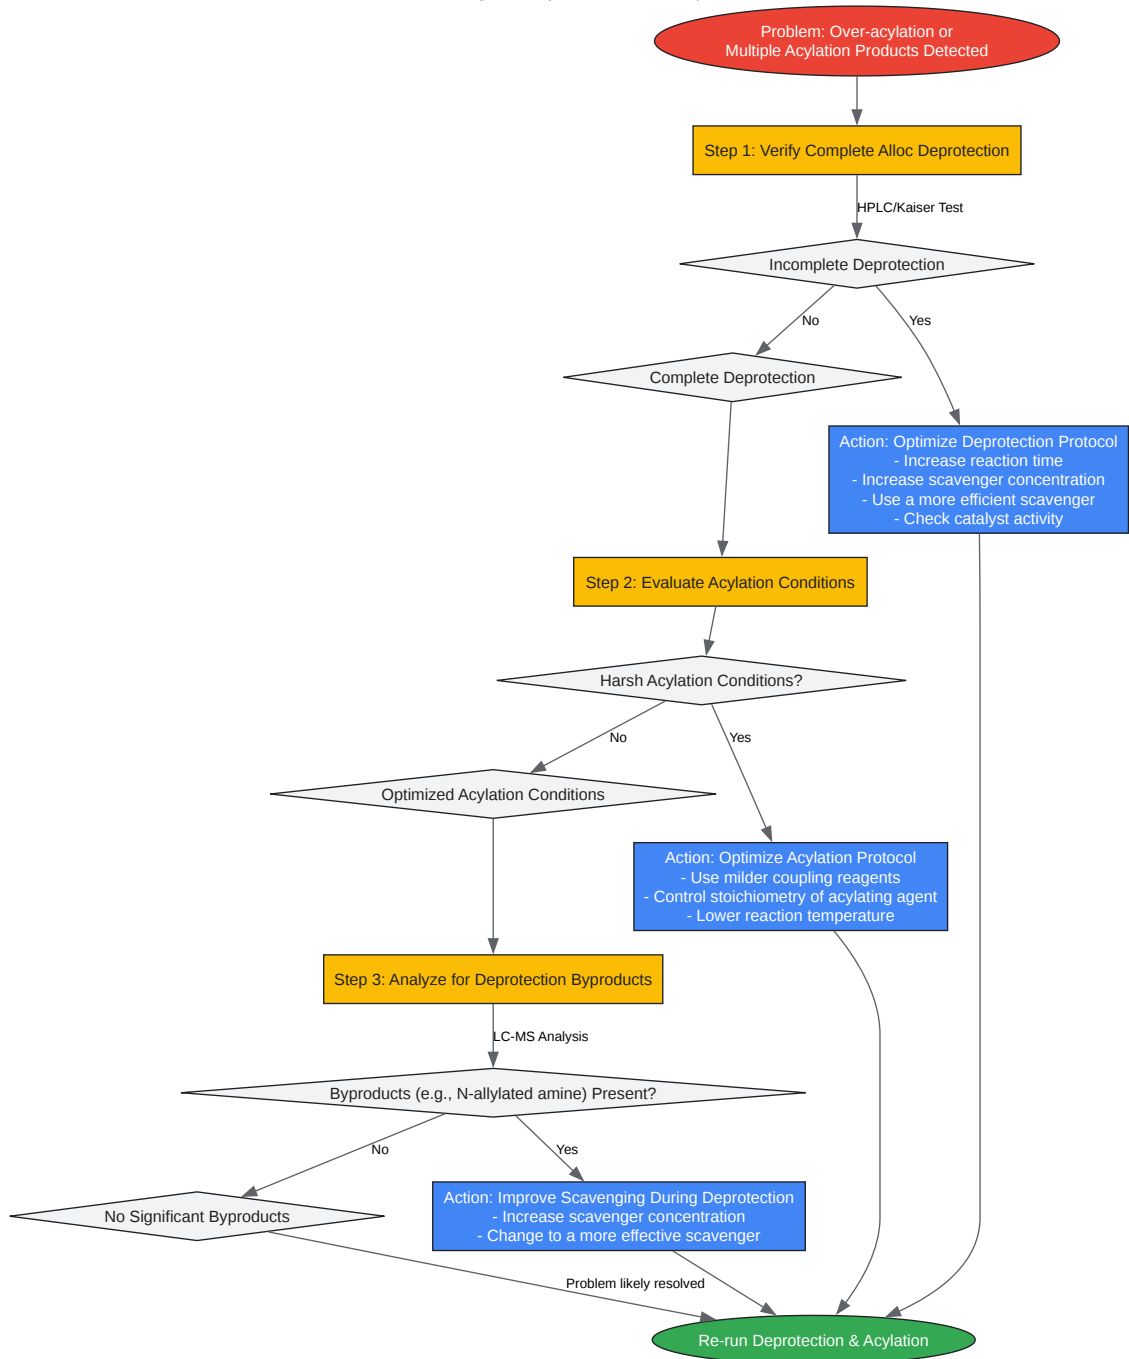 Problem: Over-acylation or
Multiple Acylation Products Detected
Step 1: Verify Complete Alloc Deprotection
HPLC/Kaiser Test
Incomplete Deprotection
No
Yes
Complete Deprotection
Action: Optimize Deprotection Protocol
- Increase reaction time
- Increase scavenger concentration
- Use a more efficient scavenger
- Check catalyst activity
Step 2: Evaluate Acylation Conditions
Harsh Acylation Conditions?
No
Yes
Optimized Acylation Conditions
Action: Optimize Acylation Protocol
- Use milder coupling reagents
- Control stoichiometry of acylating agent
- Lower reaction temperature
Step 3: Analyze for Deprotection Byproducts
LC-MS Analysis
Byproducts (e.g., N-allylated amine) Present?
No
Yes
No Significant Byproducts
Action: Improve Scavenging During Deprotection
- Increase scavenger concentration
- Change to a more effective scavenger
Problem likely resolved
Re-run Deprotection & Acylation